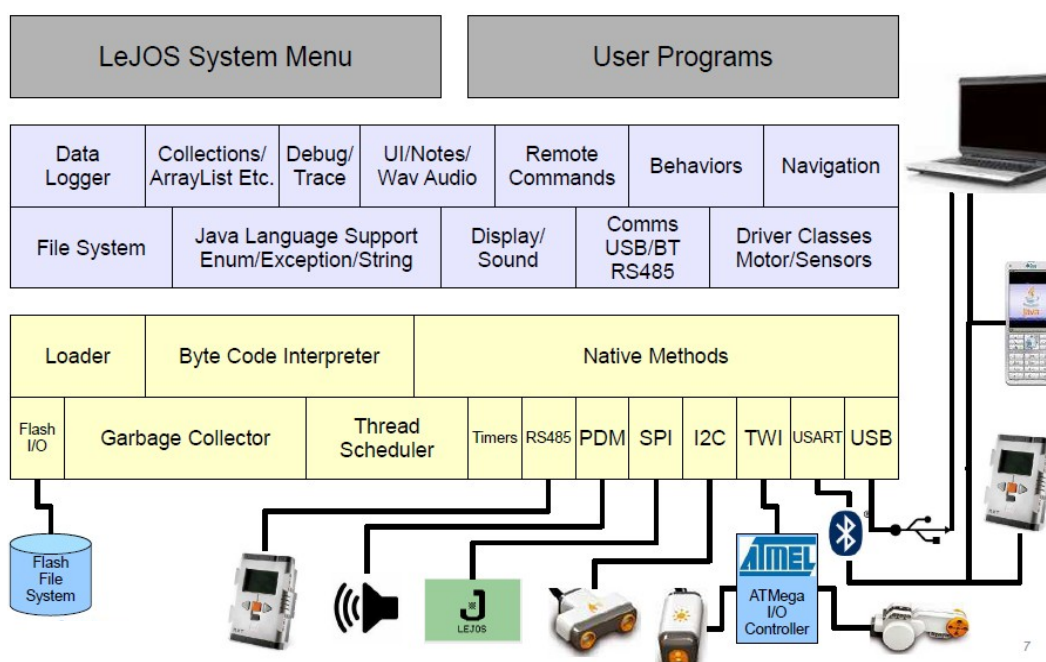 LeJOS System Menu
User Programs
Data
Logger
Collections/
ArrayList Etc.
Debug/
Trace
UI/Notes/
Wav Audio
Remote
Commands
Behaviors
Navigation
File System
Java Language Support
Enum/Exception/String
Display/
Sound
Comms
USB/BT
RS485
Driver Classes
Motor/Sensors
Loader
Byte Code Interpreter
Native Methods
Flash
I/O
Garbage Collector
Thread
Scheduler
Timers
RS485
PDM
SPI
I2C
TWI
USART
USB
Flash
File
System
LEJOS
ATMEL
ATMega
I/O
Controller
Java
7